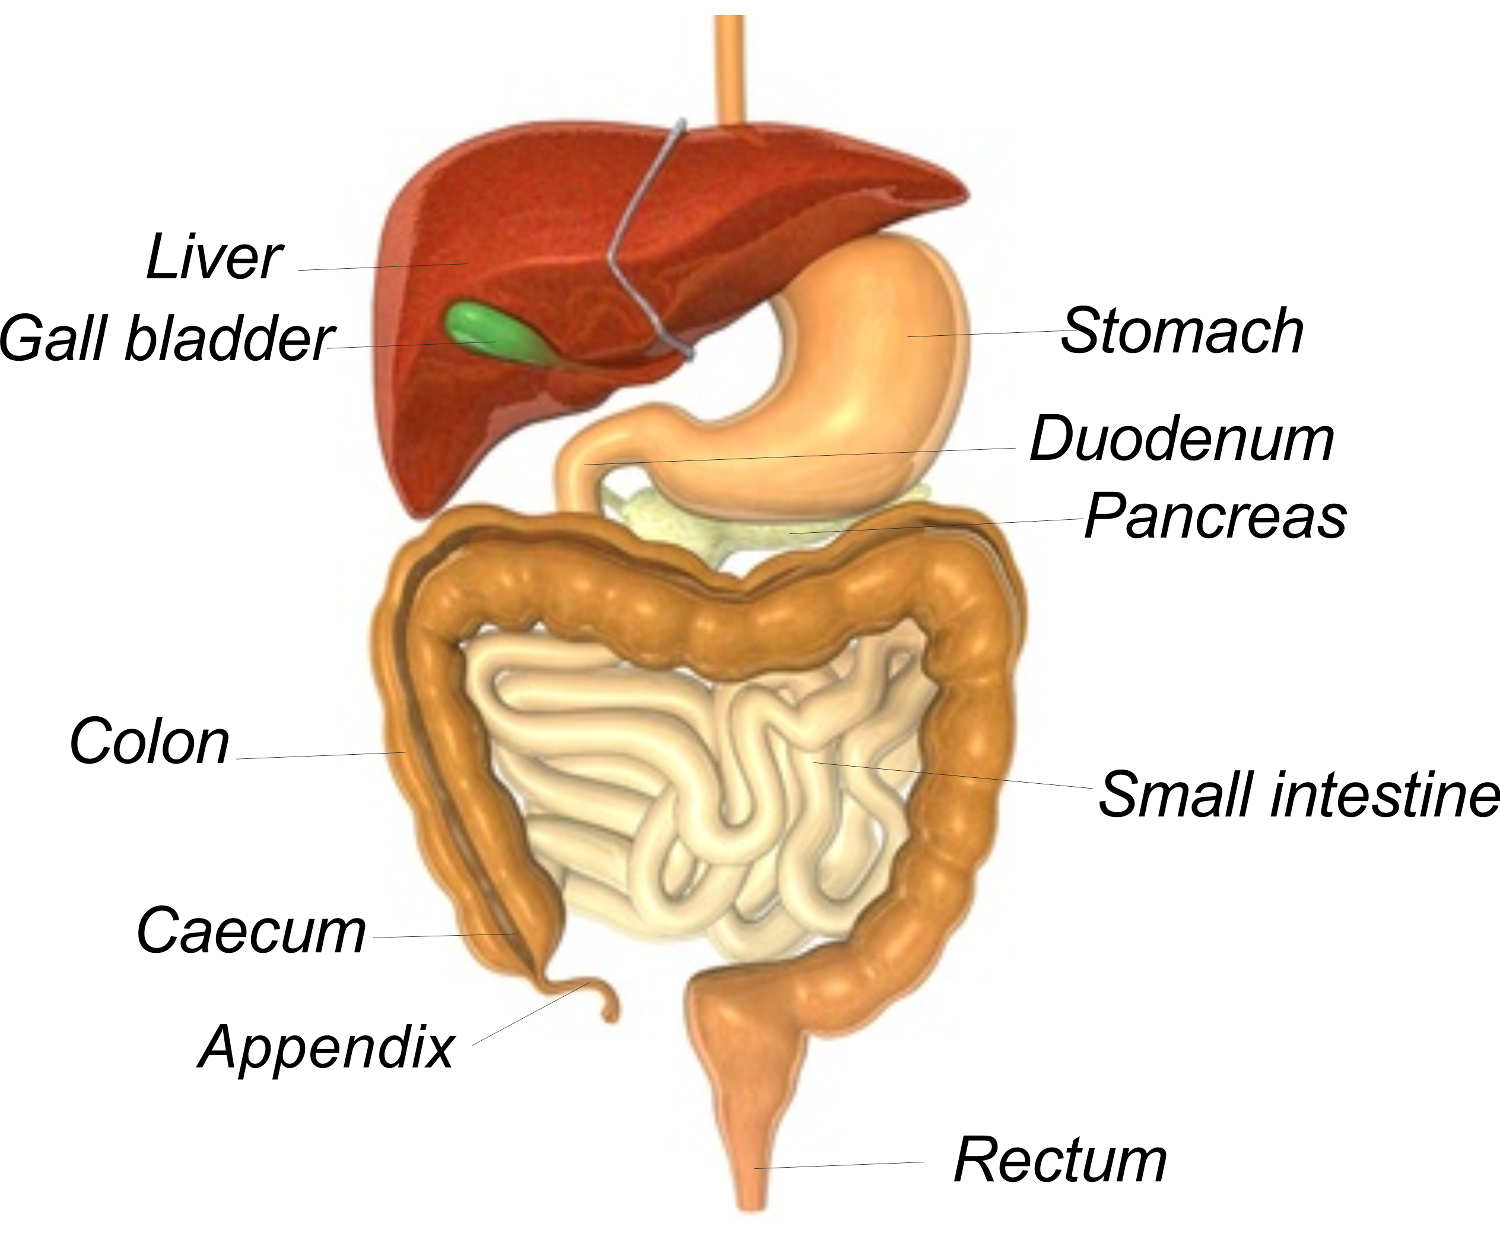 Liver
Gall bladder
Stomach
Duodenum
Pancreas
Colon
Small intestine
Caecum
Appendix
Rectum